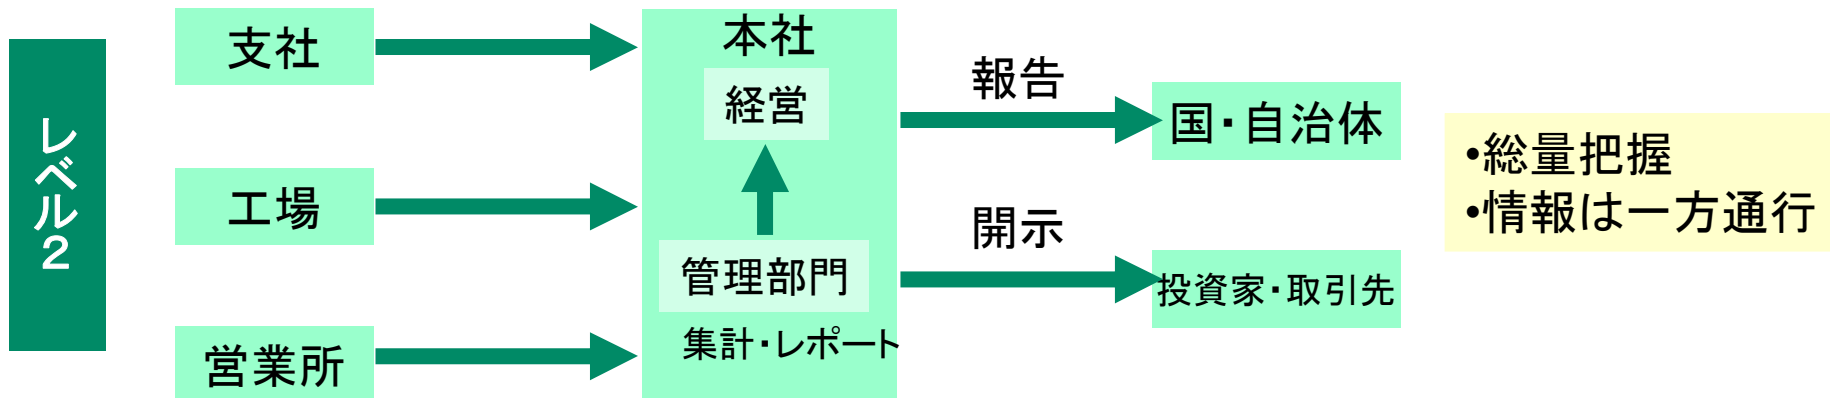 レベル２
支社
工場
営業所
本社
経営
管理部門
集計・レポート
報告
開示
国・自治体
投資家・取引先
•総量把握
•情報は一方通行